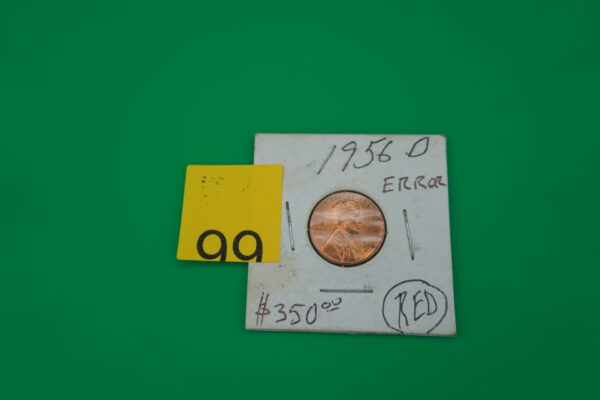 1956 D
ERROR
99
$350.00
RED